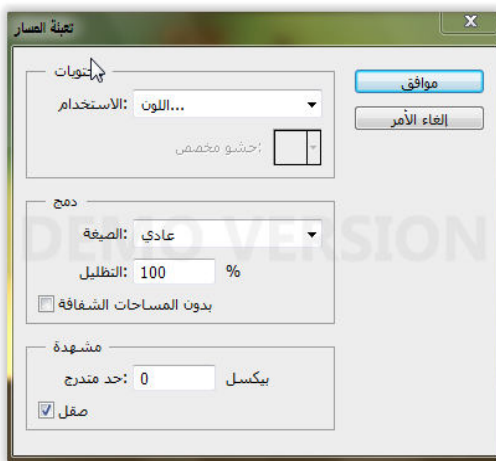 تعبئة المسار
محتويات
الاستخدام: اللون...
حشو مخصص:
دمج
الصيغة: عادي
التظليل: 100 %
بدون المساحات الشفافة
مشهدة
حد متدرج: 0 بيكسل
صقل
موافق
إلغاء الأمر
DEMO VERSION